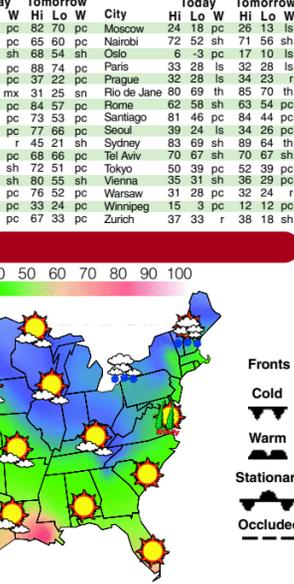 Tomorrow Today Tomorrow
W Hi Lo W City Hi Lo W Hi Lo W
pc 82 70 pc Moscow 24 18 pc 26 13 ls
pc 65 60 pc Nairobi 72 52 sh 71 56 sh
sh 68 54 sh Oslo 6 -3 pc 17 10 ls
pc 88 74 pc Paris 33 28 ls 32 28 ls
pc 37 22 pc Prague 32 28 ls 34 23 r
mx 31 25 sn Rio de Jane 80 69 th 85 70 th
pc 84 57 pc Rome 62 58 sh 63 54 pc
pc 73 53 pc Santiago 81 46 pc 84 44 pc
pc 77 66 pc Seoul 39 24 ls 34 26 pc
r 45 21 sh Sydney 83 69 sh 89 64 th
pc 68 66 pc Tel Aviv 70 67 sh 70 67 sh
sh 72 51 pc Tokyo 50 39 pc 52 39 pc
sh 80 55 sh Vienna 35 31 sh 36 29 pc
pc 76 52 pc Warsaw 31 28 pc 32 24 r
pc 33 24 pc Winnipeg 15 3 pc 12 12 pc
pc 67 33 pc Zurich 37 33 r 38 18 sh
50 60 70 80 90 100
Fronts
Cold
Warm
Stationar
Occluded
Windy